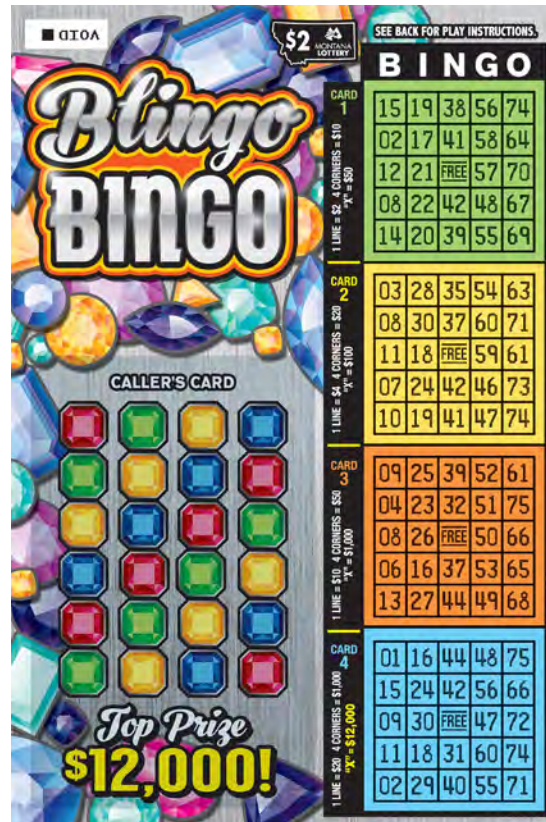 VOID
$2 MONTANA LOTTERY
SEE BACK FOR PLAY INSTRUCTIONS.
Blingo
BINGO
CALLER'S CARD
Top Prize
$12,000!
B I N G O
CARD 1
1 LINE = $2 4 CORNERS = $10
"X" = $50
15 19 38 56 74
02 17 41 58 64
12 21 FREE 57 70
08 22 42 48 67
14 20 39 55 69
CARD 2
1 LINE = $4 4 CORNERS = $20
"X" = $100
03 28 35 54 63
08 30 37 60 71
11 18 FREE 59 61
07 24 42 46 73
10 19 41 47 74
CARD 3
1 LINE = $10 4 CORNERS = $50
"X" = $1,000
09 25 39 52 61
04 23 32 51 75
08 26 FREE 50 66
06 16 37 53 65
13 27 44 49 68
CARD 4
1 LINE = $20 4 CORNERS = $1,000
"X" = $12,000
01 16 44 48 75
15 24 42 56 66
09 30 FREE 47 72
11 18 31 60 74
02 29 40 55 71